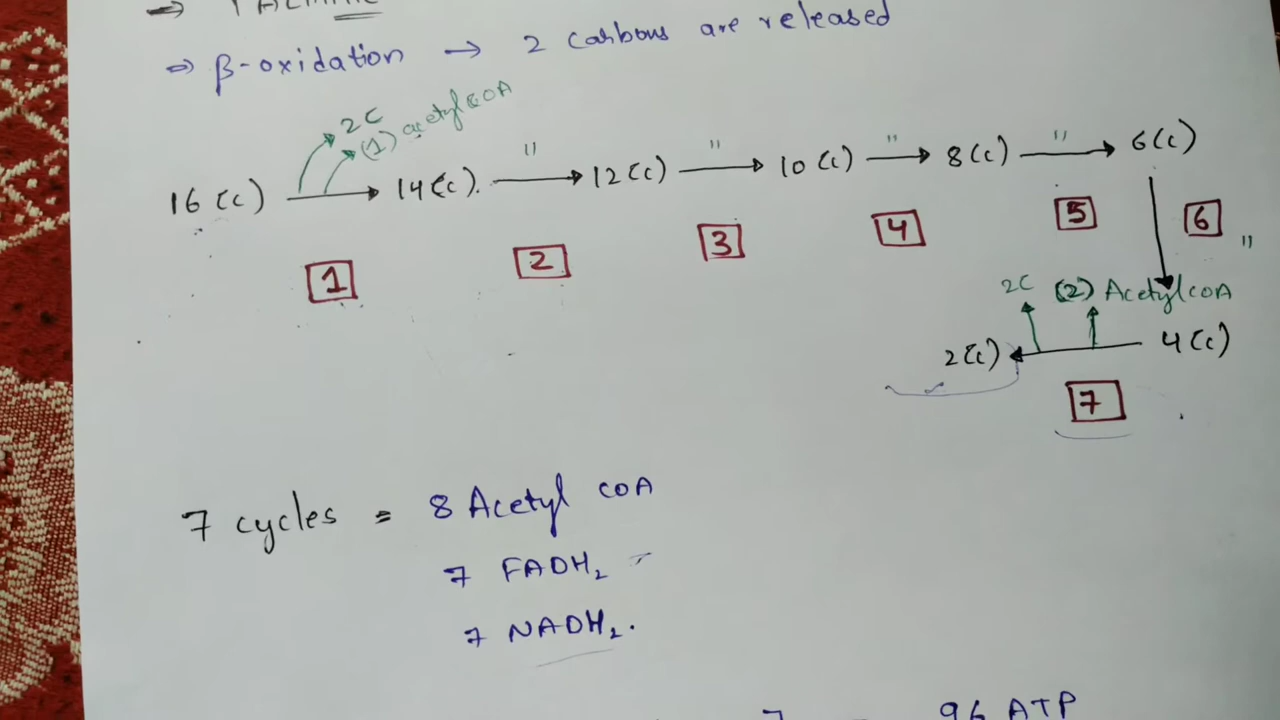 ⇒ β-oxidation → 2 carbons are released
2C
(1) acetyl coA
16 (c) → 14 (c). " → 12 (c) " → 10 (c) " → 8 (c) " → 6 (c)
1 2 3 4 5 6 "
2C (2) Acetyl coA
2 (c) ← 4 (c)
7
7 cycles = 8 Acetyl coA
7 FADH₂
7 NADH₂.
96 ATP